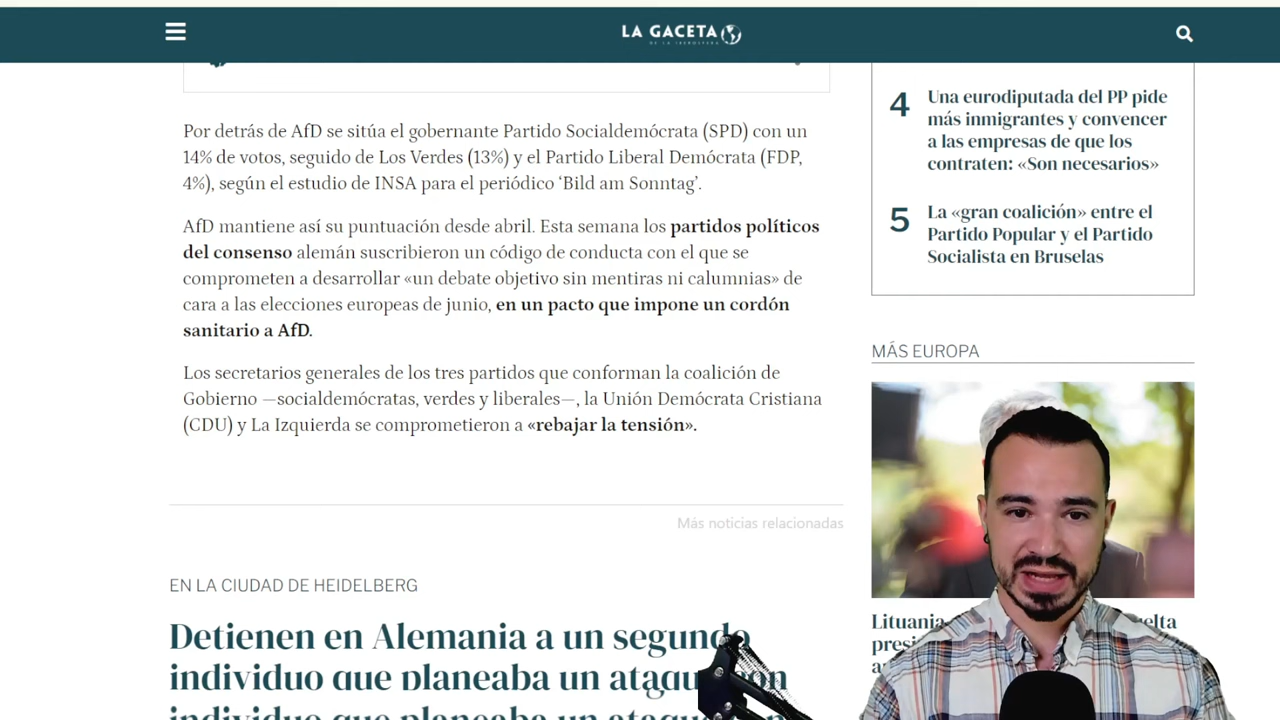 LA GACETA
DE LA IBEROSFERA
Por detrás de AfD se sitúa el gobernante Partido Socialdemócrata (SPD) con un
14% de votos, seguido de Los Verdes (13%) y el Partido Liberal Demócrata (FDP,
4%), según el estudio de INSA para el periódico ‘Bild am Sonntag’.
AfD mantiene así su puntuación desde abril. Esta semana los partidos políticos
del consenso alemán suscribieron un código de conducta con el que se
comprometen a desarrollar «un debate objetivo sin mentiras ni calumnias» de
cara a las elecciones europeas de junio, en un pacto que impone un cordón
sanitario a AfD.
Los secretarios generales de los tres partidos que conforman la coalición de
Gobierno —socialdemócratas, verdes y liberales—, la Unión Demócrata Cristiana
(CDU) y La Izquierda se comprometieron a «rebajar la tensión».
Más noticias relacionadas
EN LA CIUDAD DE HEIDELBERG
Detienen en Alemania a un segundo
individuo que planeaba un ataque con
4
Una eurodiputada del PP pide
más inmigrantes y convencer
a las empresas de que los
contraten: «Son necesarios»
5
La «gran coalición» entre el
Partido Popular y el Partido
Socialista en Bruselas
MÁS EUROPA
Lituania